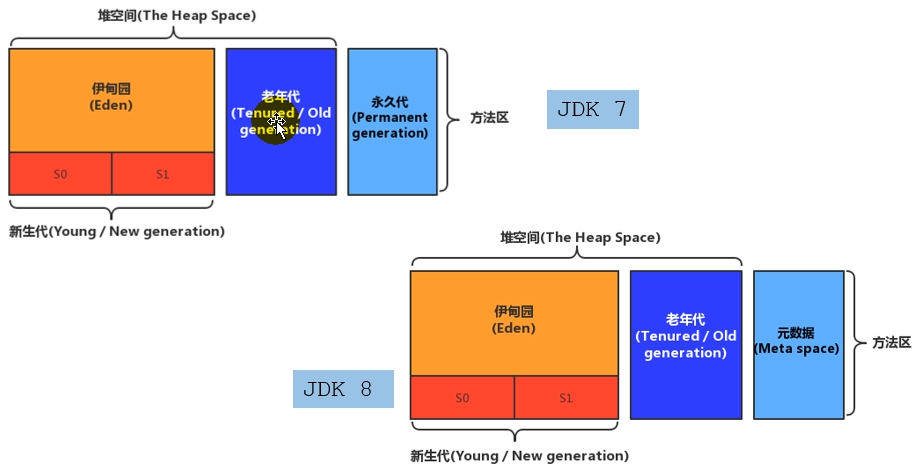 堆空间(The Heap Space)
伊甸园
(Eden)
S0
S1
新生代(Young / New generation)
老年代
(Tenured / Old
generation)
永久代
(Permanent
generation)
方法区
JDK 7
堆空间(The Heap Space)
伊甸园
(Eden)
S0
S1
新生代(Young / New generation)
老年代
(Tenured / Old
generation)
元数据
(Meta space)
方法区
JDK 8